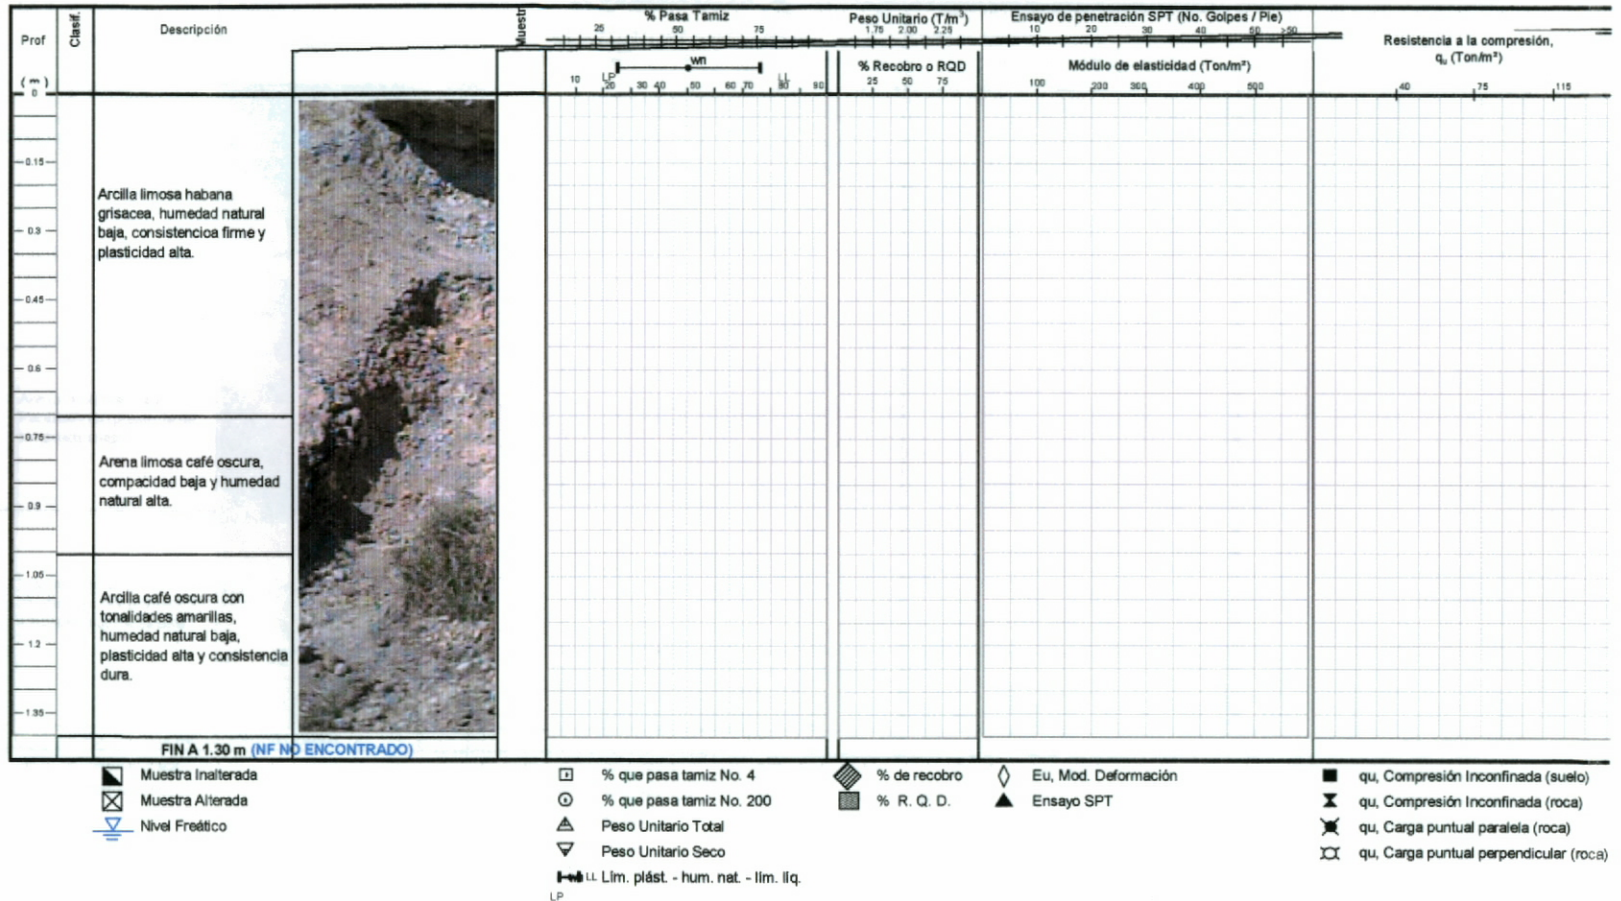 Prof
(m)
Clasif.
Descripción
Muestr
% Pasa Tamiz
25 50 75
Peso Unitario (T/m³)
1.75 2.00 2.25
Ensayo de penetración SPT (No. Golpes / Pie)
10 20 30 40 50 >50
Resistencia a la compresión,
qᵤ (Ton/m²)
wn
LP LL
10 20 30 40 50 60 70 80 90
% Recobro o RQD
25 50 75
Módulo de elasticidad (Ton/m²)
100 200 300 400 500
40 75 115
0
0.15
Arcilla limosa habana
grisacea, humedad natural
baja, consistencioa firme y
plasticidad alta.
0.3
0.45
0.6
0.75
Arena limosa café oscura,
compacidad baja y humedad
natural alta.
0.9
1.05
Arcilla café oscura con
tonalidades amarillas,
humedad natural baja,
plasticidad alta y consistencia
dura.
1.2
1.35
FIN A 1.30 m (NF NO ENCONTRADO)
Muestra Inalterada
Muestra Alterada
Nivel Freático
% que pasa tamiz No. 4
% que pasa tamiz No. 200
Peso Unitario Total
Peso Unitario Seco
LL Lím. plást. - hum. nat. - lím. líq.
LP
% de recobro
% R. Q. D.
Eu, Mod. Deformación
Ensayo SPT
qu, Compresión Inconfinada (suelo)
qu, Compresión Inconfinada (roca)
qu, Carga puntual paralela (roca)
qu, Carga puntual perpendicular (roca)